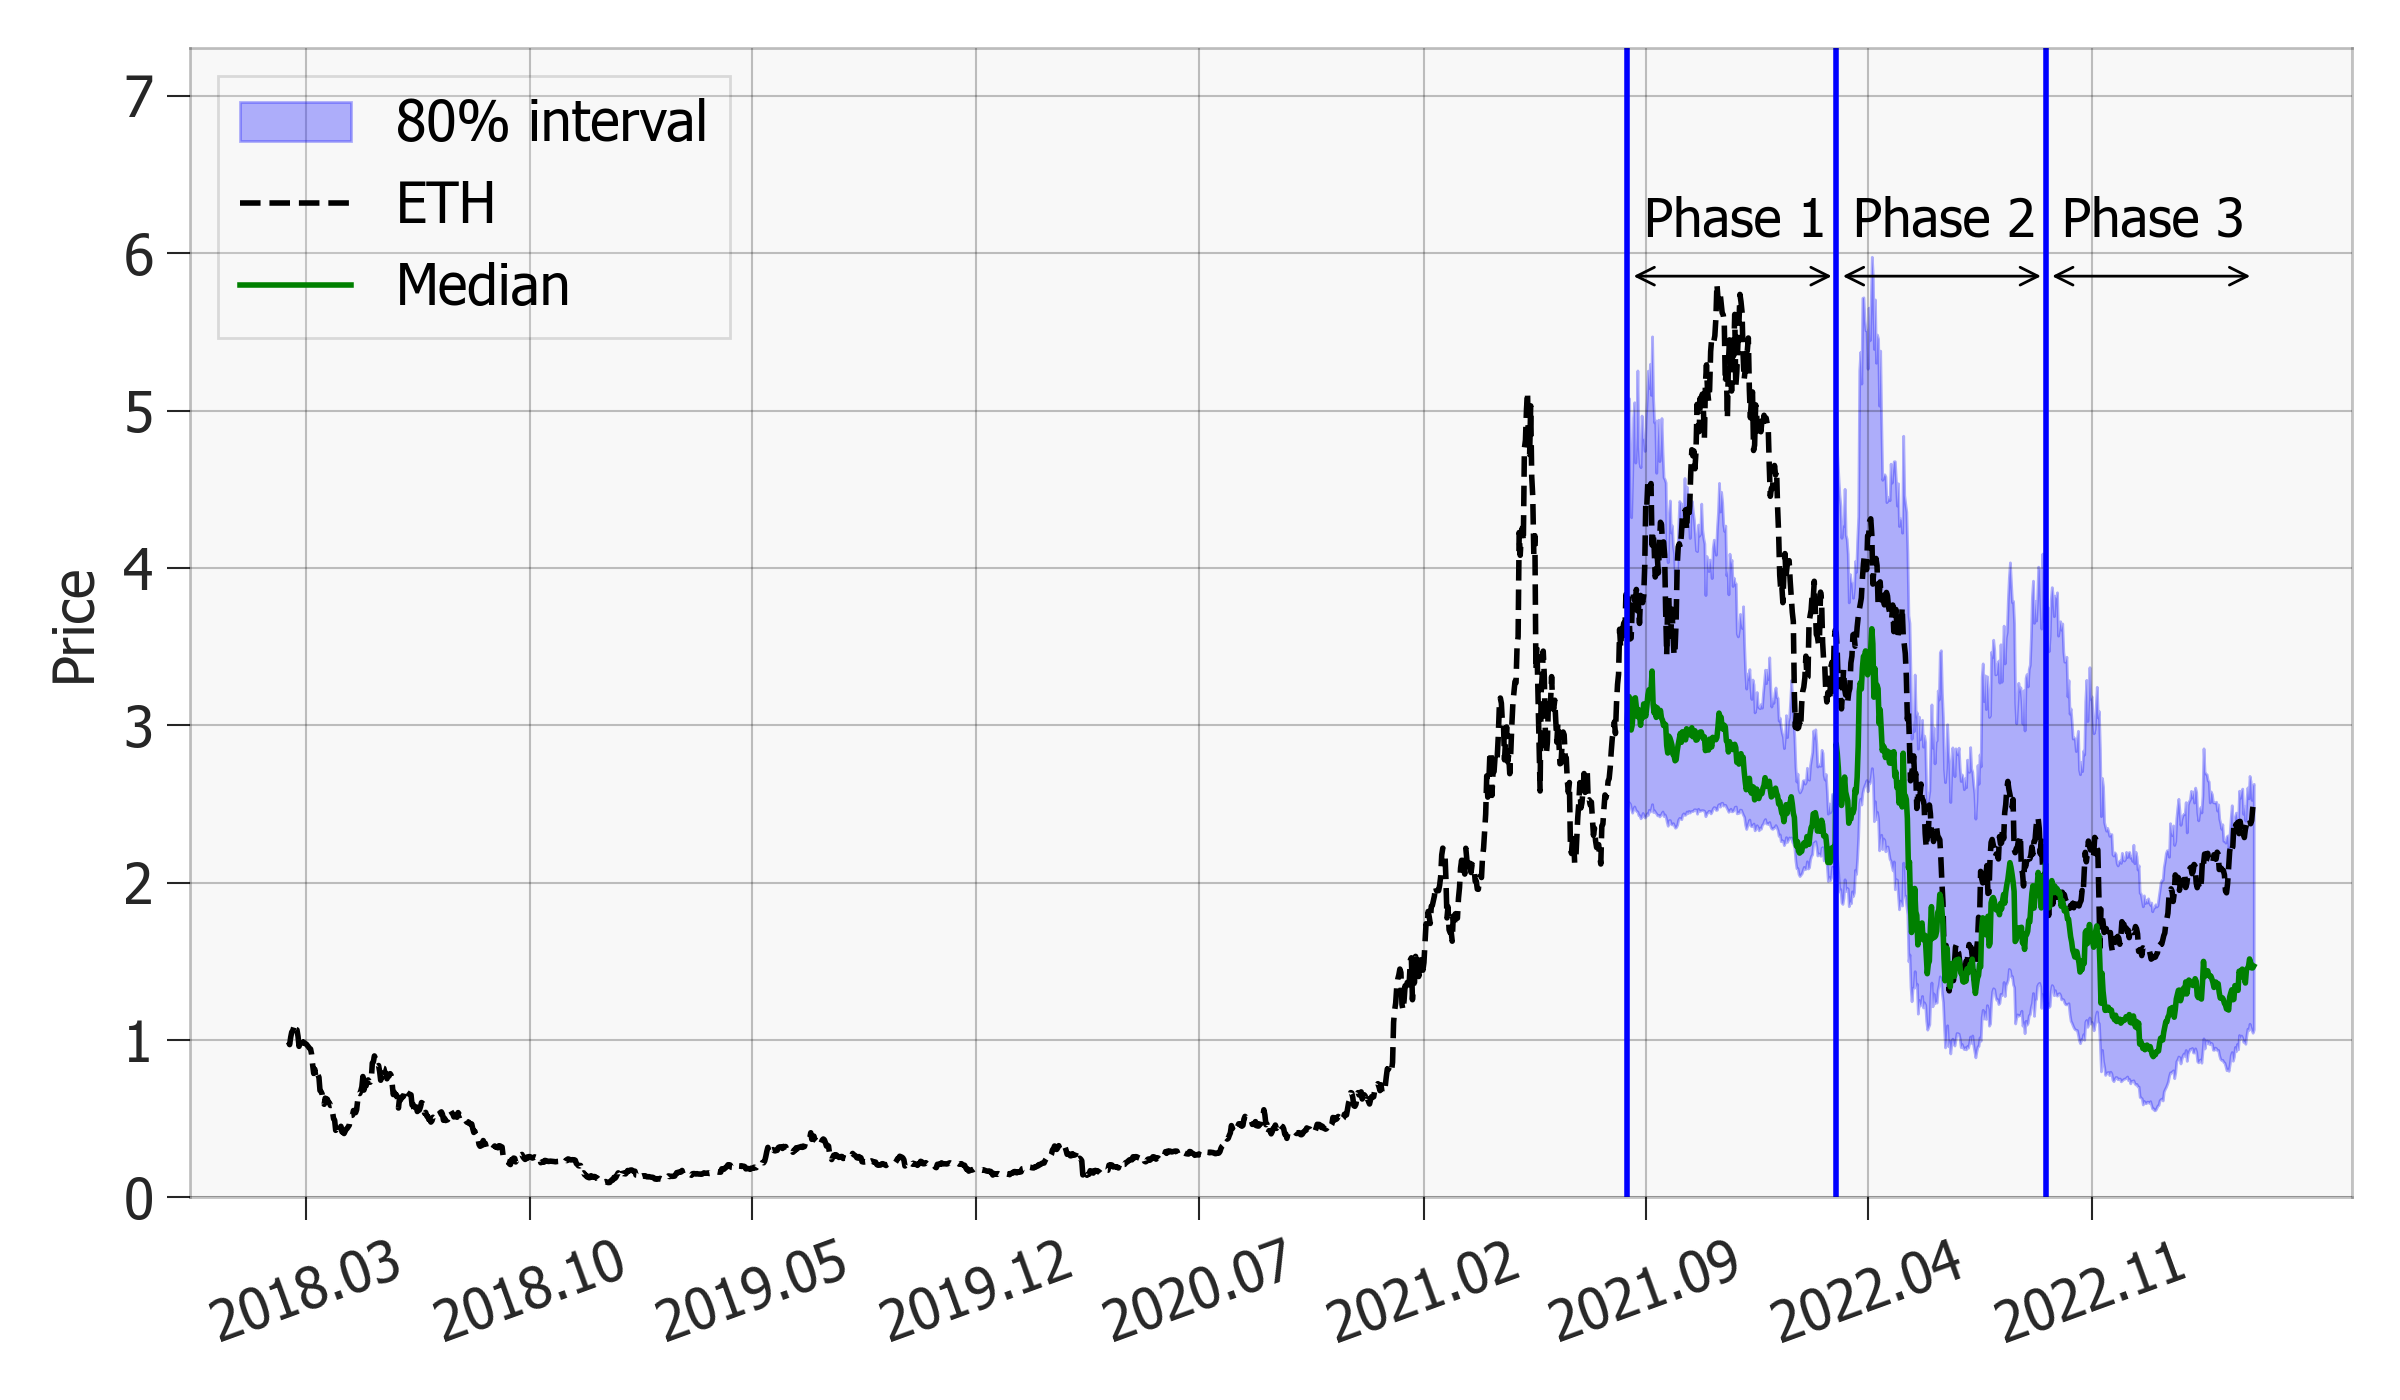 80% interval
ETH
Median
Phase 1
Phase 2
Phase 3
Price
7
6
5
4
3
2
1
0
2018.03
2018.10
2019.05
2019.12
2020.07
2021.02
2021.09
2022.04
2022.11